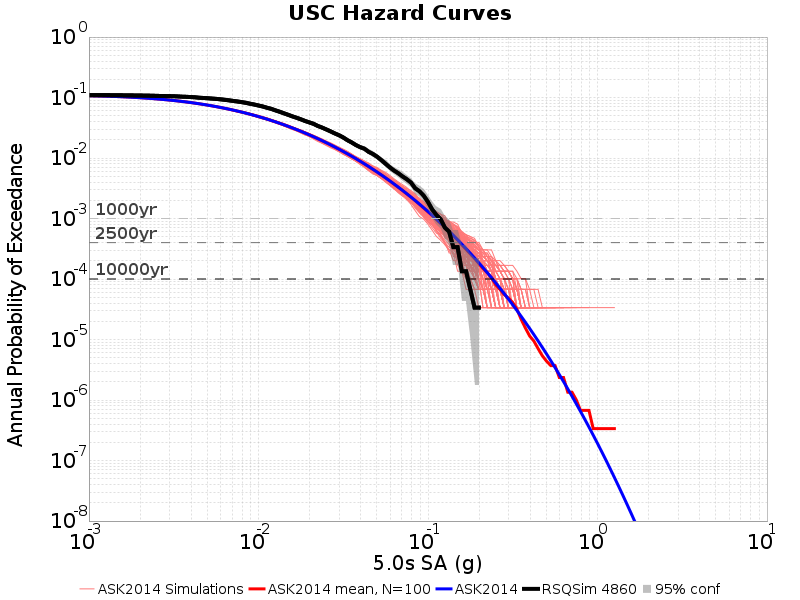 USC Hazard Curves
Annual Probability of Exceedance
10^0
10^-1
10^-2
10^-3
10^-4
10^-5
10^-6
10^-7
10^-8
1000yr
2500yr
10000yr
10^-3 10^-2 10^-1 10^0 10^1
5.0s SA (g)
ASK2014 Simulations ASK2014 mean, N=100 ASK2014 RSQSim 4860 95% conf